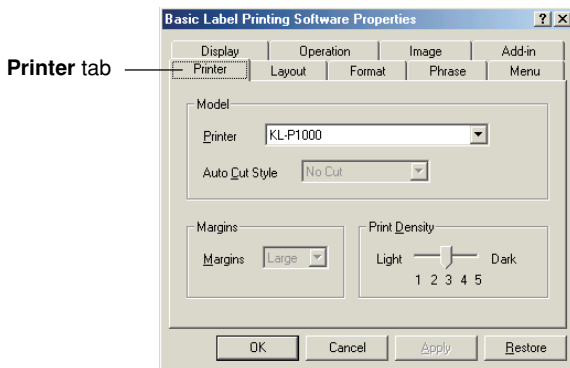 Basic Label Printing Software Properties
Display Operation Image Add-in
Printer tab
Printer Layout Format Phrase Menu
Model
Printer KL-P1000
Auto Cut Style No Cut
Margins
Margins Large
Print Density
Light Dark
1 2 3 4 5
OK Cancel Apply Restore